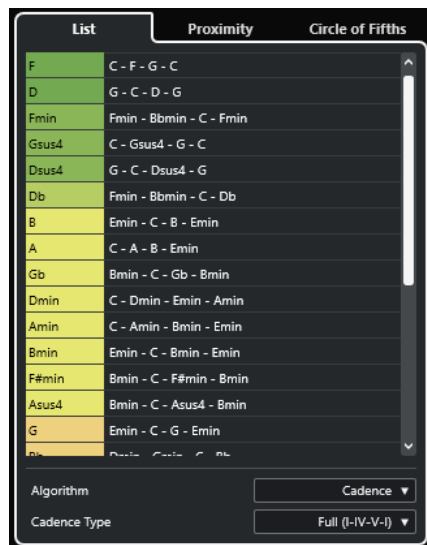 List Proximity Circle of Fifths
F C - F - G - C
D G - C - D - G
Fmin Fmin - Bbmin - C - Fmin
Gsus4 C - Gsus4 - G - C
Dsus4 G - C - Dsus4 - G
Db Fmin - Bbmin - C - Db
B Emin - C - B - Emin
A C - A - B - Emin
Gb Bmin - C - Gb - Bmin
Dmin C - Dmin - Emin - Amin
Amin C - Amin - Bmin - Emin
Bmin Emin - C - Bmin - Emin
F#min Bmin - C - F#min - Bmin
Asus4 Bmin - C - Asus4 - Bmin
G Emin - C - G - Emin
Algorithm Cadence
Cadence Type Full (I-IV-V-I)